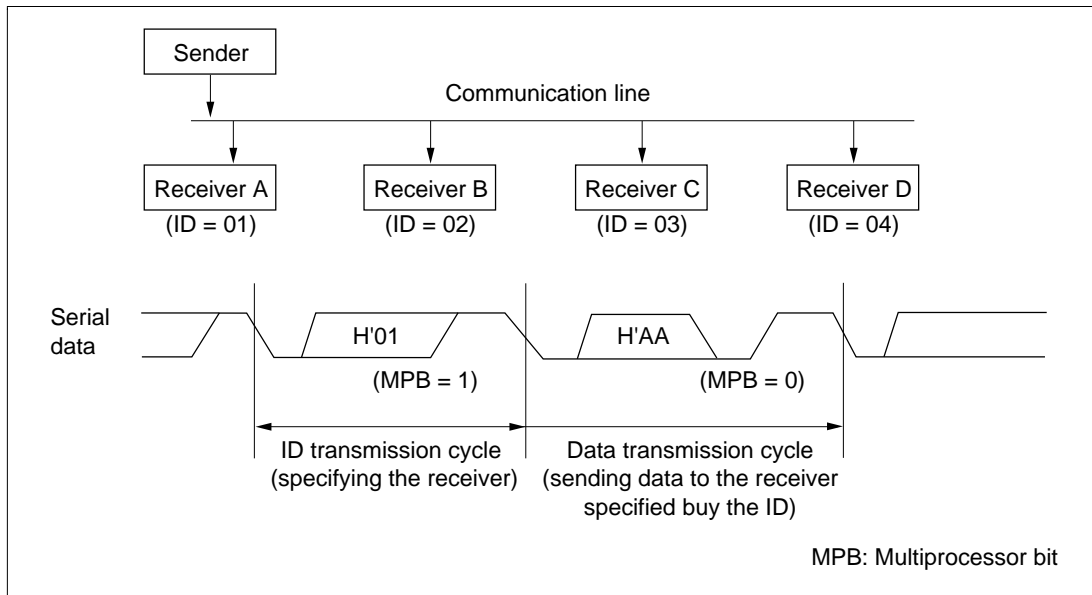 Sender
Communication line
Receiver A
Receiver B
Receiver C
Receiver D
(ID = 01)
(ID = 02)
(ID = 03)
(ID = 04)
Serial
data
H'01
H'AA
(MPB = 1)
(MPB = 0)
ID transmission cycle
(specifying the receiver)
Data transmission cycle
(sending data to the receiver
specified buy the ID)
MPB: Multiprocessor bit